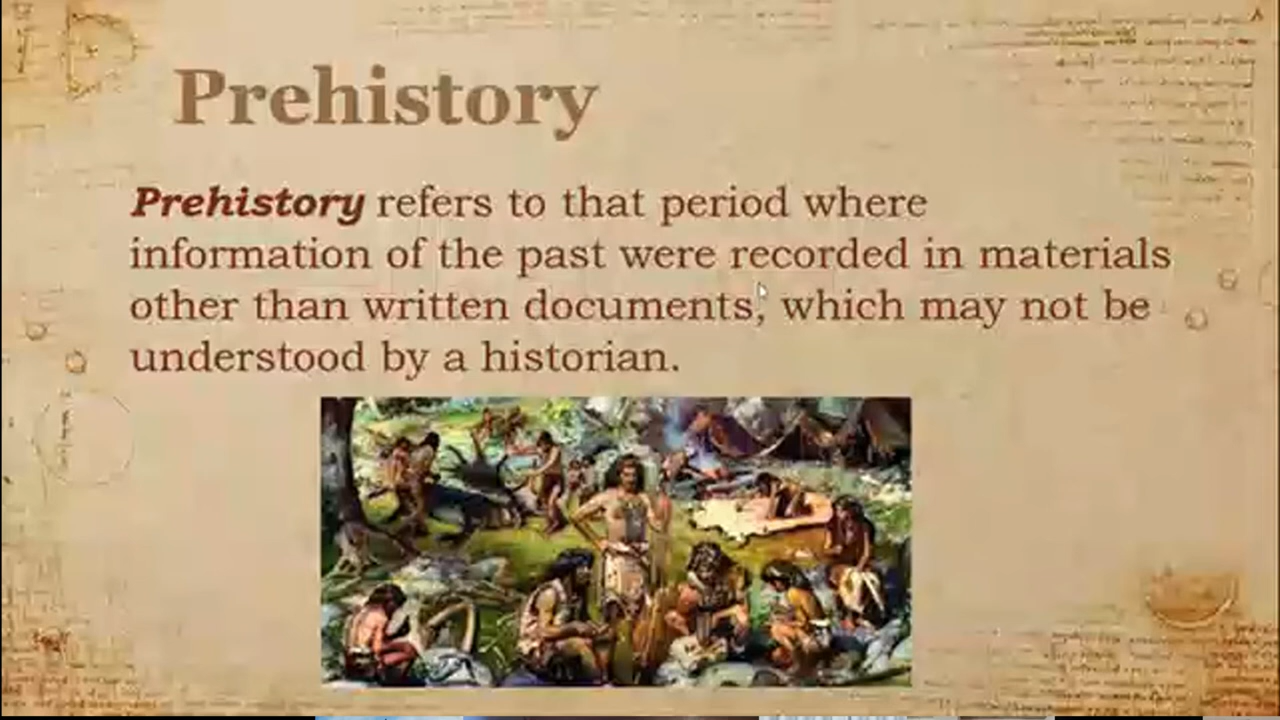 Prehistory
Prehistory refers to that period where
information of the past were recorded in materials
other than written documents, which may not be
understood by a historian.